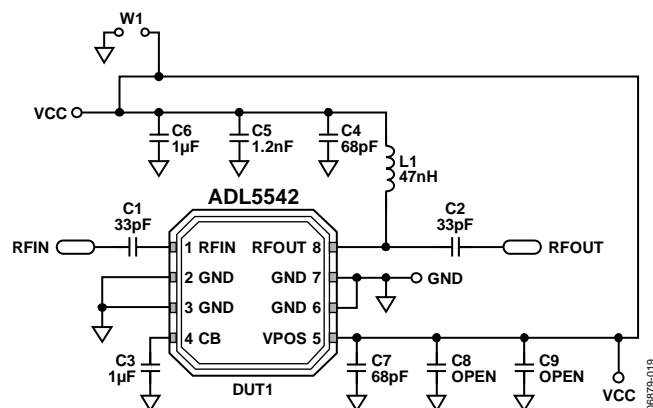 W1
VCC
C6
1µF
C5
1.2nF
C4
68pF
L1
47nH
ADL5542
C1
33pF
C2
33pF
RFIN
1 RFIN
RFOUT 8
RFOUT
2 GND
GND 7
GND
3 GND
GND 6
4 CB
VPOS 5
C3
1µF
DUT1
C7
68pF
C8
OPEN
C9
OPEN
VCC
06879-019